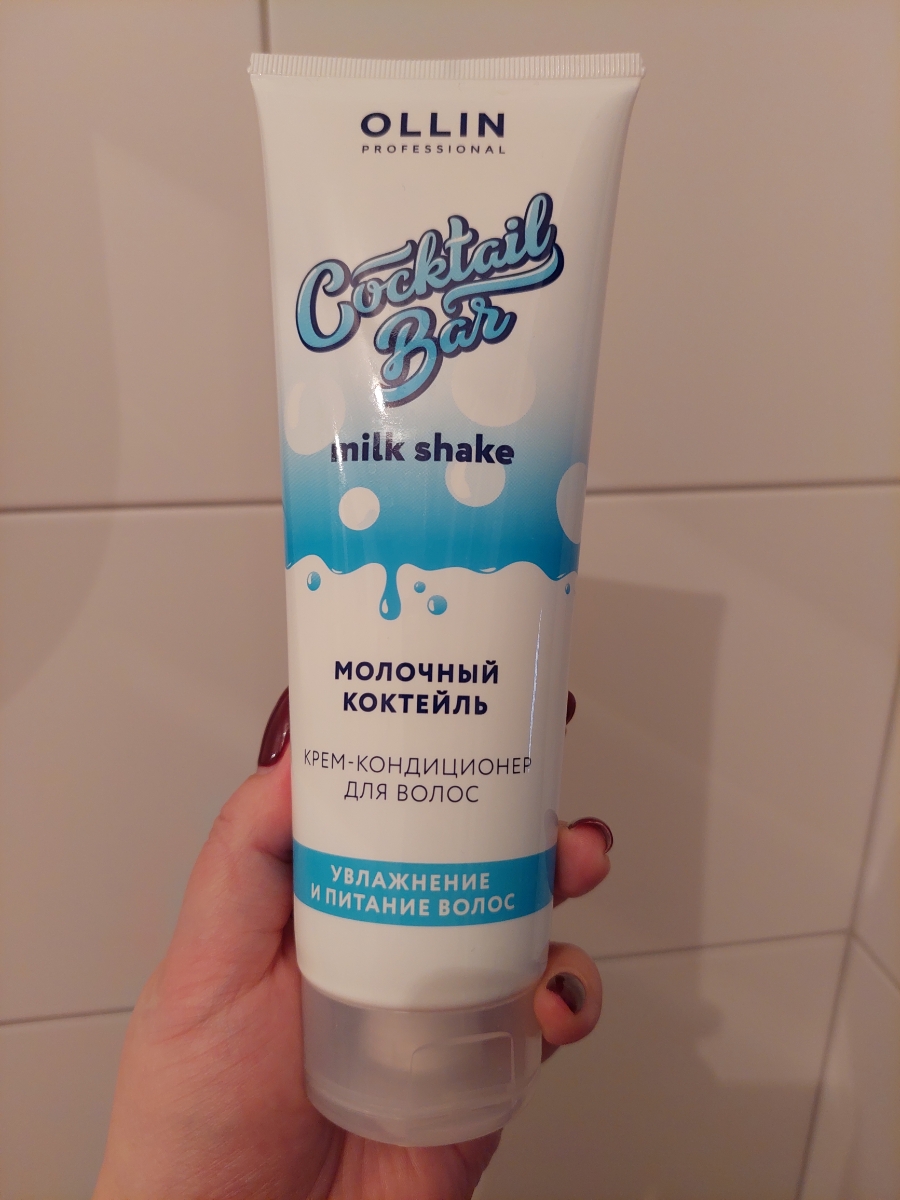 OLLIN
PROFESSIONAL
Cocktail
Bar
milk shake
МОЛОЧНЫЙ
КОКТЕЙЛЬ
КРЕМ-КОНДИЦИОНЕР
ДЛЯ ВОЛОС
УВЛАЖНЕНИЕ
И ПИТАНИЕ ВОЛОС